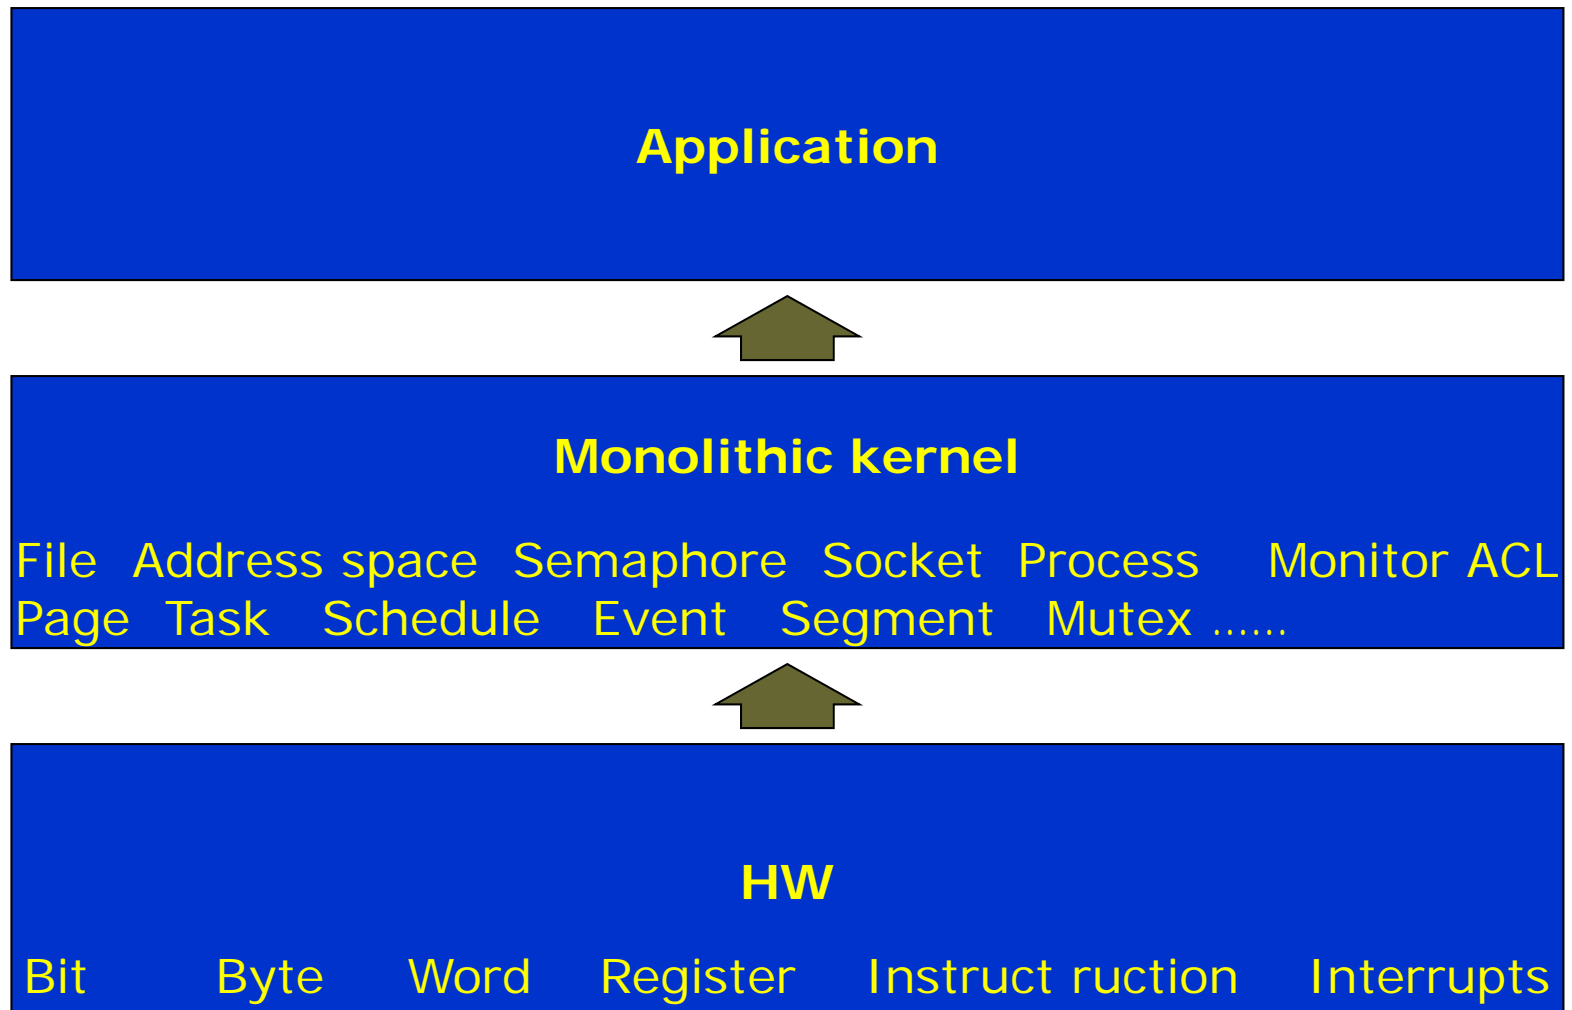 Application
Monolithic kernel
File Address space Semaphore Socket Process Monitor ACL
Page Task Schedule Event Segment Mutex ......
HW
Bit Byte Word Register Instruct ruction Interrupts